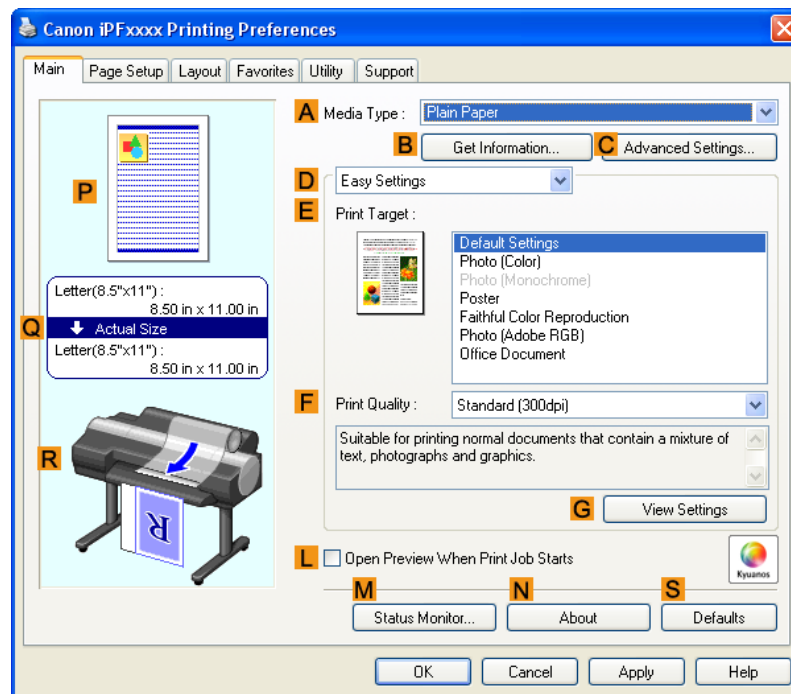 Canon iPFxxxx Printing Preferences
Main Page Setup Layout Favorites Utility Support
A Media Type : Plain Paper
B Get Information... C Advanced Settings...
P
D Easy Settings
E Print Target :
Default Settings
Photo (Color)
Photo (Monochrome)
Poster
Faithful Color Reproduction
Photo (Adobe RGB)
Office Document
Letter(8.5"x11") :
8.50 in x 11.00 in
Q Actual Size
Letter(8.5"x11") :
8.50 in x 11.00 in
F Print Quality : Standard (300dpi)
Suitable for printing normal documents that contain a mixture of
text, photographs and graphics.
R
R
G View Settings
L Open Preview When Print Job Starts
Kyuanos
M N S
Status Monitor... About Defaults
OK Cancel Apply Help